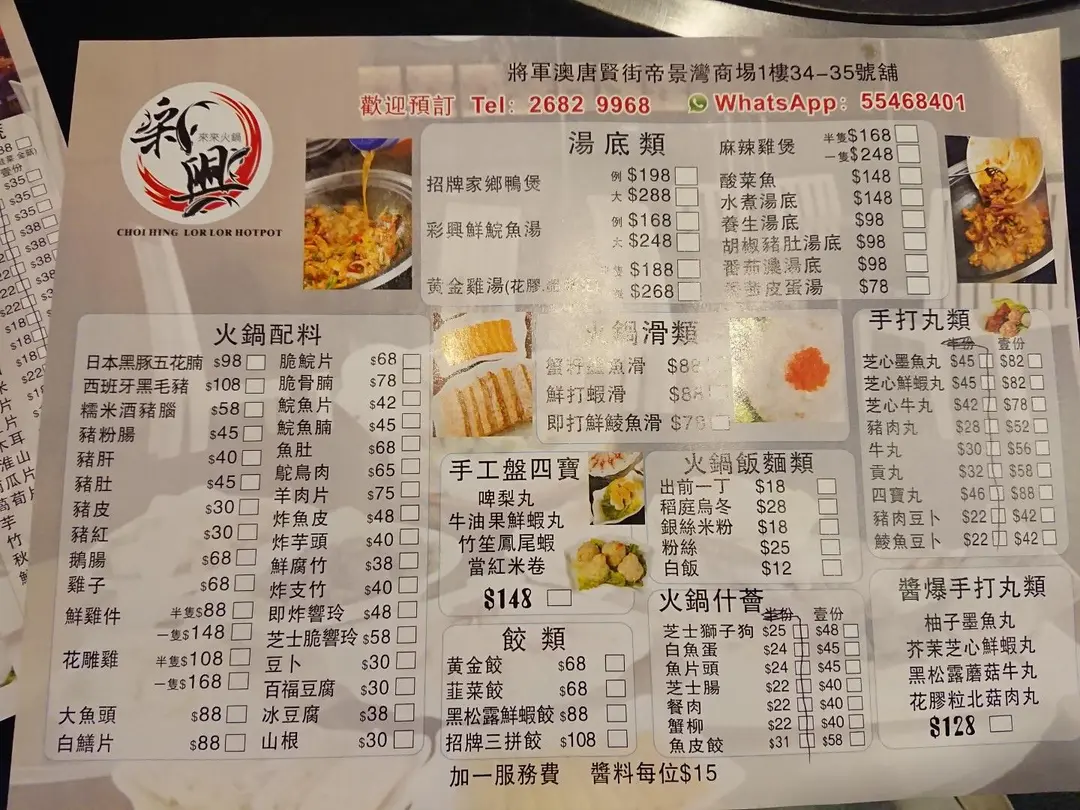 將軍澳唐賢街帝景灣商場1樓34-35號舖
歡迎預訂 Tel: 2682 9968 WhatsApp: 55468401
來來火鍋
CHOI HING LOR LOR HOTPOT
湯底類
招牌家鄉鴨煲 例 $198
大 $288
彩興鮮鯇魚湯 例 $168
大 $248
黃金雞湯(花膠 $188
$268
麻辣雞煲 半隻$168
一隻$248
酸菜魚 $148
水煮湯底 $148
養生湯底 $98
胡椒豬肚湯底 $98
番茄濃湯底 $98
皮蛋湯 $78
火鍋配料
日本黑豚五花腩 $98
西班牙黑毛豬 $108
糯米酒豬腦 $58
豬粉腸 $45
豬肝 $40
豬肚 $45
豬皮 $30
豬紅 $30
鵝腸 $68
雞子 $68
鮮雞件 半隻$88
一隻$148
花雕雞 半隻$108
一隻$168
大魚頭 $88
白鱔片 $88
脆鯇片 $68
脆骨腩 $78
鯇魚片 $42
鯇魚腩 $45
魚肚 $68
鴕鳥肉 $65
羊肉片 $75
炸魚皮 $48
炸芋頭 $40
鮮腐竹 $38
炸支竹 $40
即炸響玲 $48
芝士脆響玲 $58
豆卜 $30
百福豆腐 $30
冰豆腐 $38
山根 $30
火鍋滑類
蟹籽 魚滑 $88
鮮打蝦滑 $88
即打鮮鯪魚滑 $78
手工盤四寶
啤梨丸
牛油果鮮蝦丸
竹笙鳳尾蝦
當紅米卷
$148
餃類
黃金餃 $68
韮菜餃 $68
黑松露鮮蝦餃 $88
招牌三拼餃 $108
火鍋飯麵類
出前一丁 $18
稻庭烏冬 $28
銀絲米粉 $18
粉絲 $25
白飯 $12
火鍋什薈
半份 壹份
芝士獅子狗 $25 $48
白魚蛋 $24 $45
魚片頭 $24 $45
芝士腸 $22 $40
餐肉 $22 $40
蟹柳 $22 $40
魚皮餃 $31 $58
手打丸類
半份 壹份
芝心墨魚丸 $45 $82
芝心鮮蝦丸 $45 $82
芝心牛丸 $42 $78
豬肉丸 $28 $52
牛丸 $30 $56
貢丸 $32 $58
四寶丸 $46 $88
豬肉豆卜 $22 $42
鯪魚豆卜 $22 $42
醬爆手打丸類
柚子墨魚丸
芥茉芝心鮮蝦丸
黑松露蘑菇牛丸
花膠粒北菇肉丸
$128
加一服務費 醬料每位$15